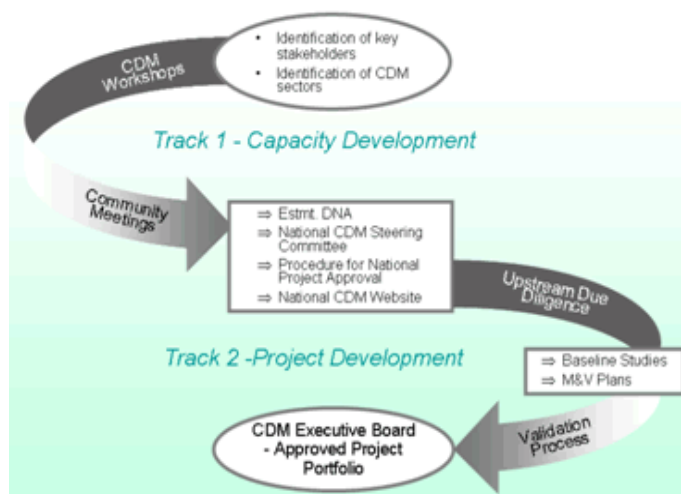 • Identification of key
stakeholders
• Identification of CDM
sectors
CDM
Workshops
Track 1 - Capacity Development
Community
Meetings
⇒ Estmt. DNA
⇒ National CDM Steering
Committee
⇒ Procedure for National
Project Approval
⇒ National CDM Website
Upstream Due
Diligence
Track 2 -Project Development
⇒ Baseline Studies
⇒ M&V Plans
Validation
Process
CDM Executive Board
- Approved Project
Portfolio